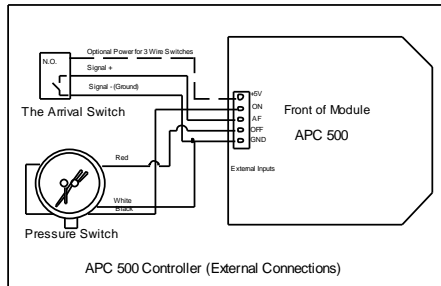 N.O.
Optional Power for 3 Wire Switches
Signal +
Signal - (Ground)
The Arrival Switch
+5V
ON
AF
OFF
GND
External Inputs
Front of Module
APC 500
Red
White
Black
Pressure Switch
APC 500 Controller (External Connections)